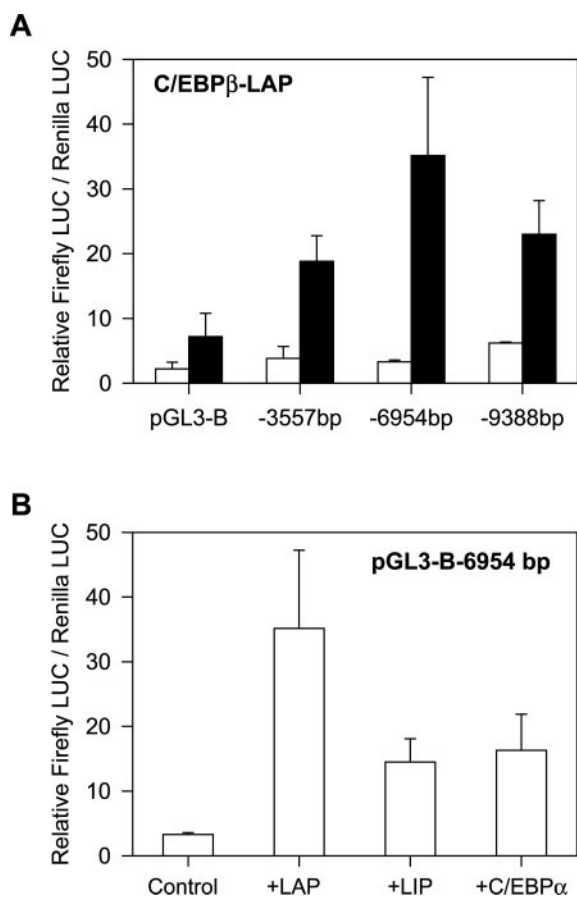 A
Relative Firefly LUC / Renilla LUC
50
40
30
20
10
0
C/EBPβ-LAP
pGL3-B -3557bp -6954bp -9388bp
B
Relative Firefly LUC / Renilla LUC
50
40
30
20
10
0
pGL3-B-6954 bp
Control +LAP +LIP +C/EBPα